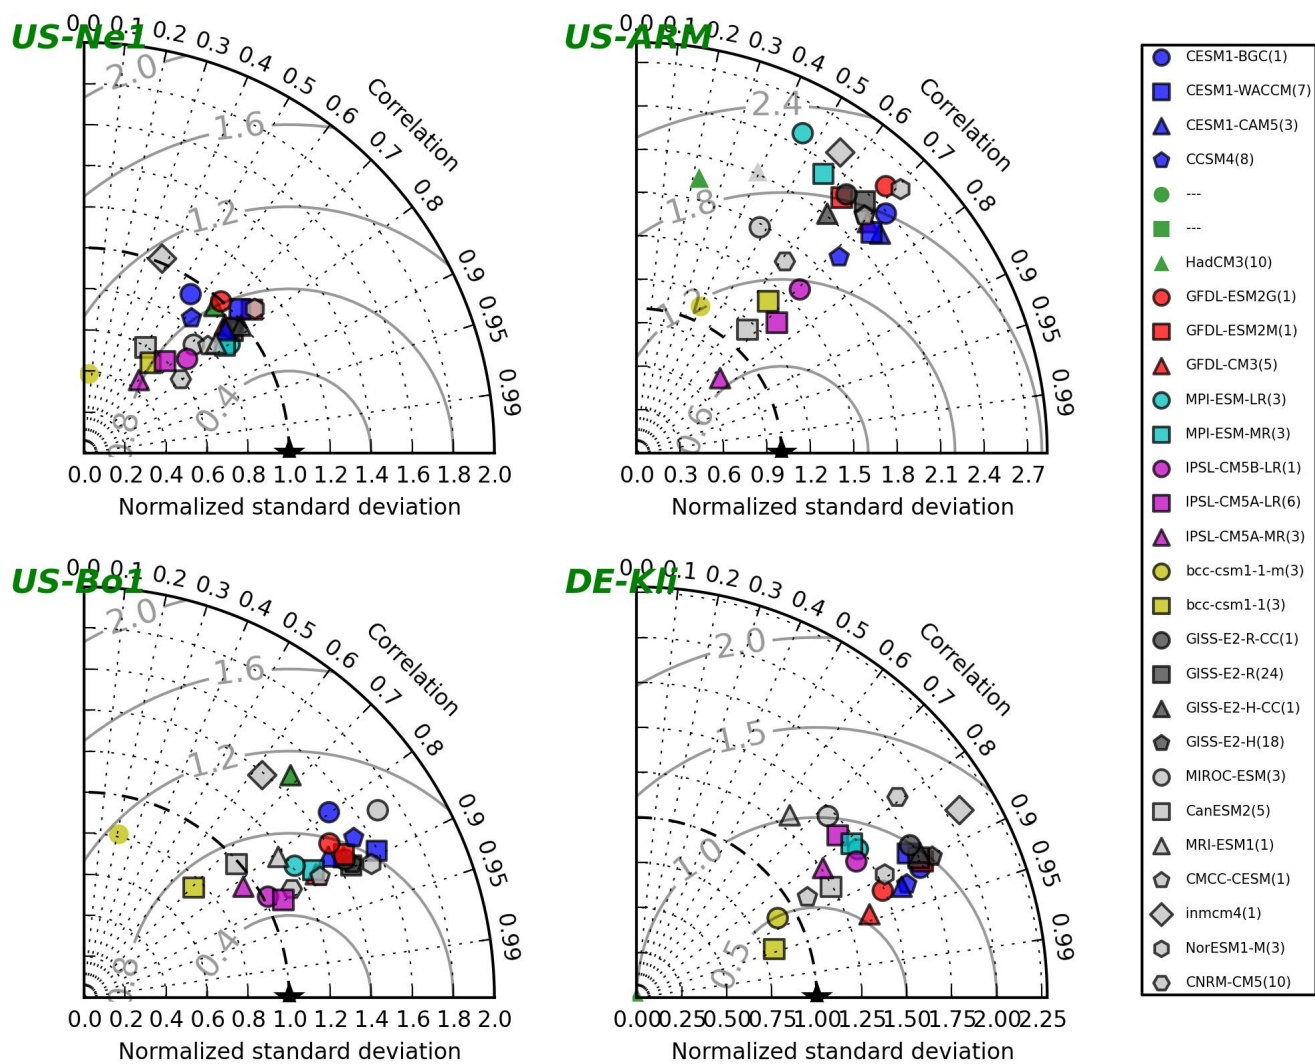 US-Ne1
0.0 0.1 0.2 0.3 0.4 0.5 0.6 0.7 0.8 0.9 0.95 0.99
Correlation
2.0
1.6
1.2
0.8
0.4
0.0 0.2 0.4 0.6 0.8 1.0 1.2 1.4 1.6 1.8 2.0
Normalized standard deviation
US-ARM
0.0 0.1 0.2 0.3 0.4 0.5 0.6 0.7 0.8 0.9 0.95 0.99
Correlation
2.4
1.8
1.2
0.6
0.0 0.3 0.6 0.9 1.2 1.5 1.8 2.1 2.4 2.7
Normalized standard deviation
US-Bo1
0.0 0.1 0.2 0.3 0.4 0.5 0.6 0.7 0.8 0.9 0.95 0.99
Correlation
2.0
1.6
1.2
0.8
0.4
0.0 0.2 0.4 0.6 0.8 1.0 1.2 1.4 1.6 1.8 2.0
Normalized standard deviation
DE-Kli
0.0 0.1 0.2 0.3 0.4 0.5 0.6 0.7 0.8 0.9 0.95 0.99
Correlation
2.0
1.5
1.0
0.5
0.00 0.25 0.50 0.75 1.00 1.25 1.50 1.75 2.00 2.25
Normalized standard deviation
CESM1-BGC(1)
CESM1-WACCM(7)
CESM1-CAM5(3)
CCSM4(8)
---
---
HadCM3(10)
GFDL-ESM2G(1)
GFDL-ESM2M(1)
GFDL-CM3(5)
MPI-ESM-LR(3)
MPI-ESM-MR(3)
IPSL-CM5B-LR(1)
IPSL-CM5A-LR(6)
IPSL-CM5A-MR(3)
bcc-csm1-1-m(3)
bcc-csm1-1(3)
GISS-E2-R-CC(1)
GISS-E2-R(24)
GISS-E2-H-CC(1)
GISS-E2-H(18)
MIROC-ESM(3)
CanESM2(5)
MRI-ESM1(1)
CMCC-CESM(1)
inmcm4(1)
NorESM1-M(3)
CNRM-CM5(10)